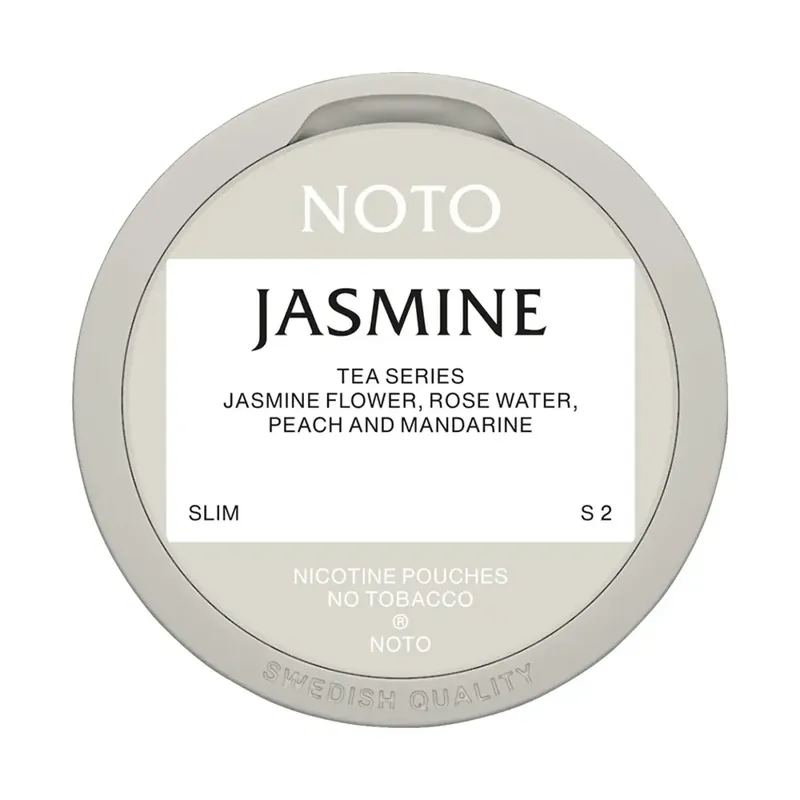 NOTO
JASMINE
TEA SERIES
JASMINE FLOWER, ROSE WATER,
PEACH AND MANDARINE
SLIM
S 2
NICOTINE POUCHES
NO TOBACCO
®
NOTO
SWEDISH QUALITY